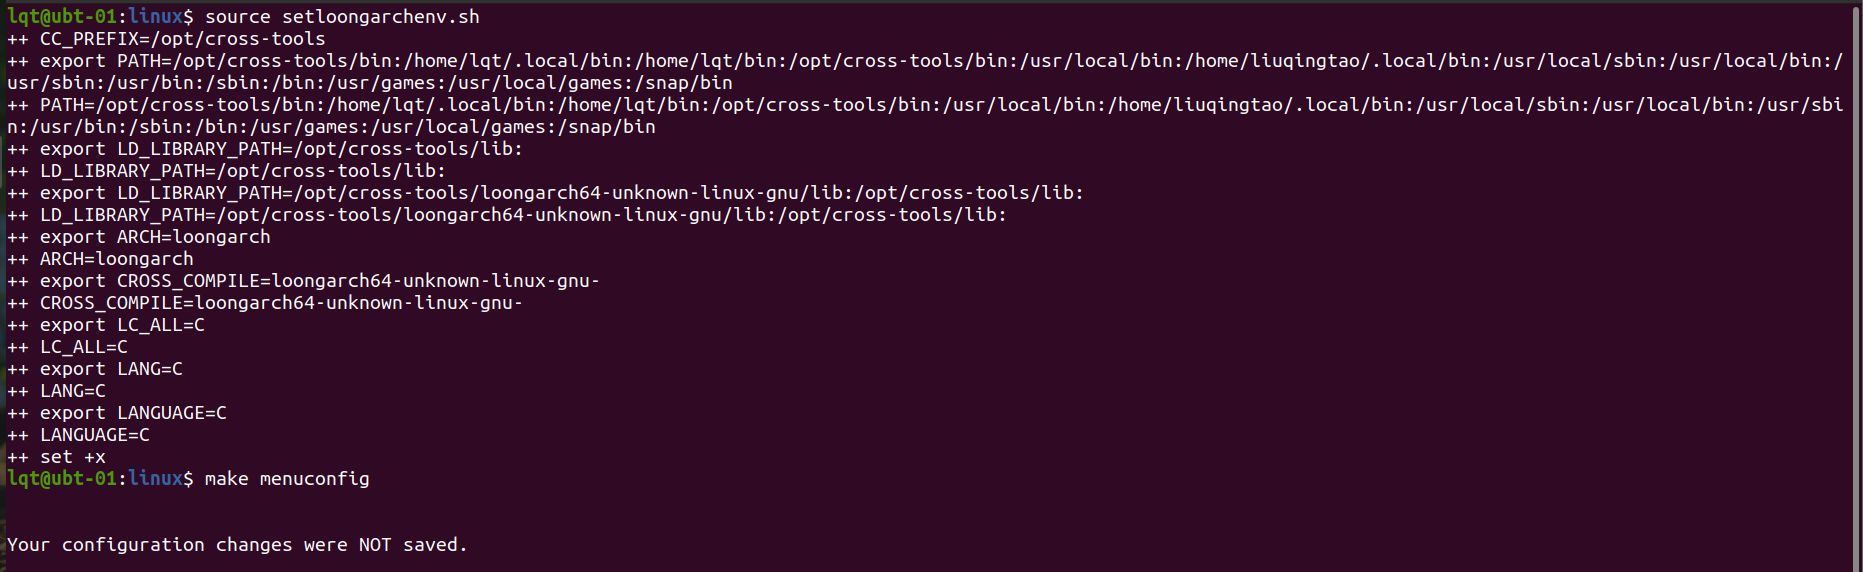 lqt@ubt-01:linux$ source setloongarchenv.sh
++ CC_PREFIX=/opt/cross-tools
++ export PATH=/opt/cross-tools/bin:/home/lqt/.local/bin:/home/lqt/bin:/opt/cross-tools/bin:/usr/local/bin:/home/liuqingtao/.local/bin:/usr/local/sbin:/usr/local/bin:/
usr/sbin:/usr/bin:/sbin:/bin:/usr/games:/usr/local/games:/snap/bin
++ PATH=/opt/cross-tools/bin:/home/lqt/.local/bin:/home/lqt/bin:/opt/cross-tools/bin:/usr/local/bin:/home/liuqingtao/.local/bin:/usr/local/sbin:/usr/local/bin:/usr/sbi
n:/usr/bin:/sbin:/bin:/usr/games:/usr/local/games:/snap/bin
++ export LD_LIBRARY_PATH=/opt/cross-tools/lib:
++ LD_LIBRARY_PATH=/opt/cross-tools/lib:
++ export LD_LIBRARY_PATH=/opt/cross-tools/loongarch64-unknown-linux-gnu/lib:/opt/cross-tools/lib:
++ LD_LIBRARY_PATH=/opt/cross-tools/loongarch64-unknown-linux-gnu/lib:/opt/cross-tools/lib:
++ export ARCH=loongarch
++ ARCH=loongarch
++ export CROSS_COMPILE=loongarch64-unknown-linux-gnu-
++ CROSS_COMPILE=loongarch64-unknown-linux-gnu-
++ export LC_ALL=C
++ LC_ALL=C
++ export LANG=C
++ LANG=C
++ export LANGUAGE=C
++ LANGUAGE=C
++ set +x
lqt@ubt-01:linux$ make menuconfig
Your configuration changes were NOT saved.